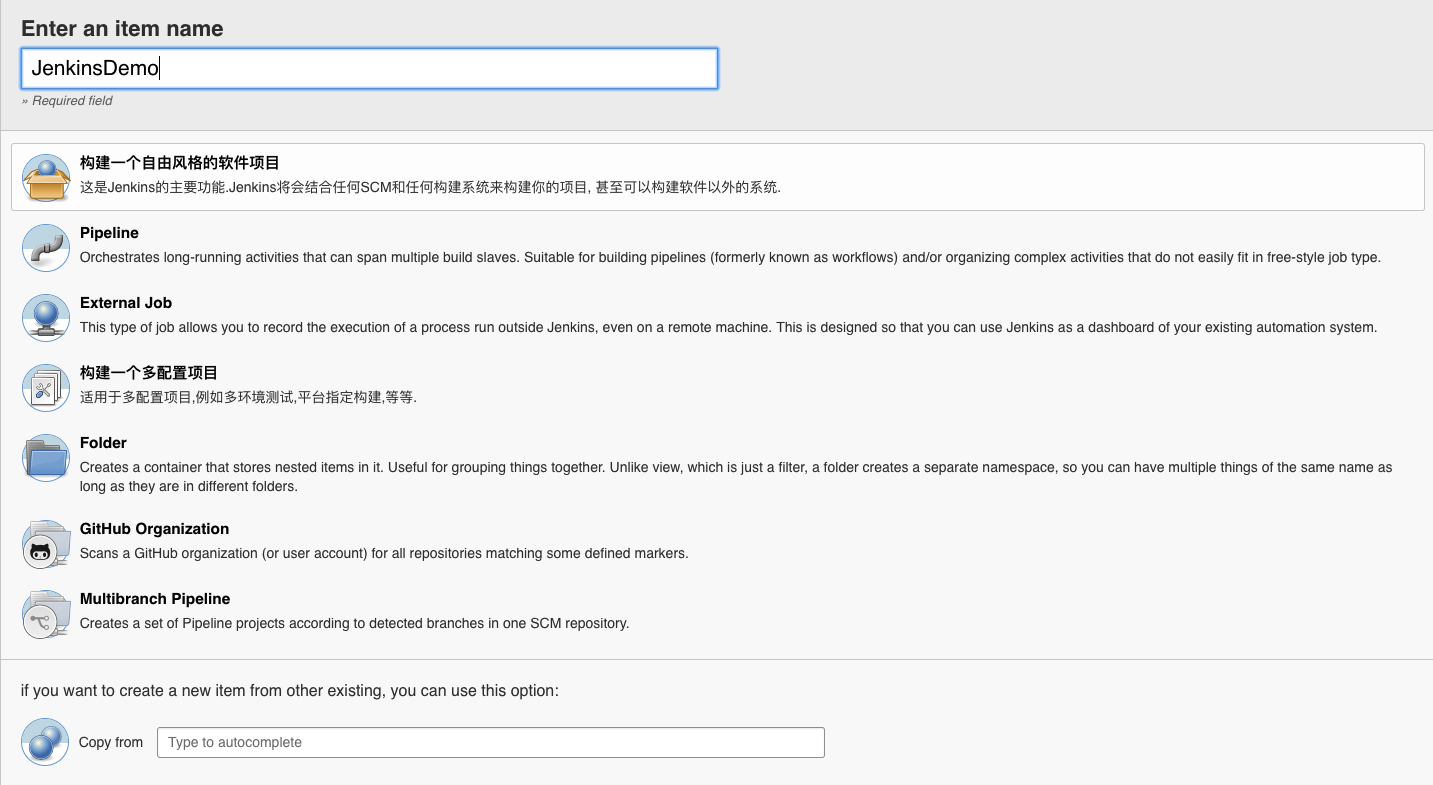 Enter an item name
JenkinsDemo
» Required field
构建一个自由风格的软件项目
这是Jenkins的主要功能.Jenkins将会结合任何SCM和任何构建系统来构建你的项目, 甚至可以构建软件以外的系统.
Pipeline
Orchestrates long-running activities that can span multiple build slaves. Suitable for building pipelines (formerly known as workflows) and/or organizing complex activities that do not easily fit in free-style job type.
External Job
This type of job allows you to record the execution of a process run outside Jenkins, even on a remote machine. This is designed so that you can use Jenkins as a dashboard of your existing automation system.
构建一个多配置项目
适用于多配置项目,例如多环境测试,平台指定构建,等等.
Folder
Creates a container that stores nested items in it. Useful for grouping things together. Unlike view, which is just a filter, a folder creates a separate namespace, so you can have multiple things of the same name as
long as they are in different folders.
GitHub Organization
Scans a GitHub organization (or user account) for all repositories matching some defined markers.
Multibranch Pipeline
Creates a set of Pipeline projects according to detected branches in one SCM repository.
if you want to create a new item from other existing, you can use this option:
Copy from Type to autocomplete